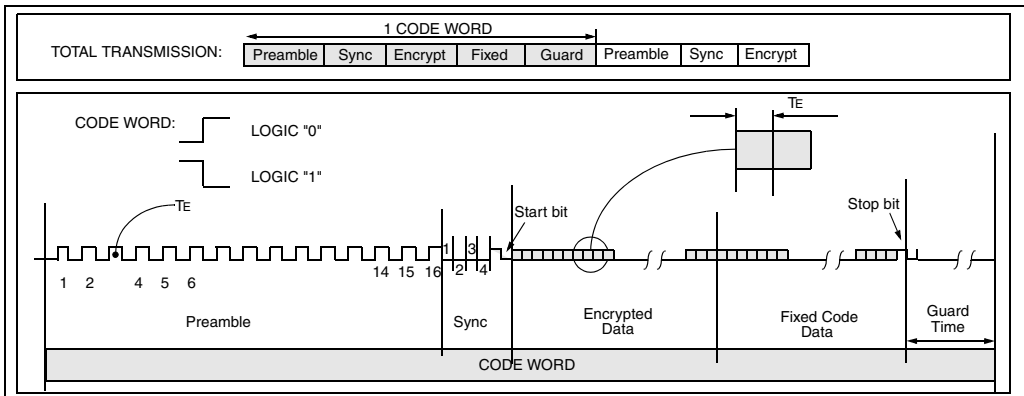 1 CODE WORD
TOTAL TRANSMISSION: Preamble Sync Encrypt Fixed Guard Preamble Sync Encrypt
CODE WORD:
LOGIC "0"
LOGIC "1"
TE
TE
Start bit
Stop bit
1 2 4 5 6 14 15 16
1 3
2 4
Preamble
Sync
Encrypted
Data
Fixed Code
Data
Guard
Time
CODE WORD